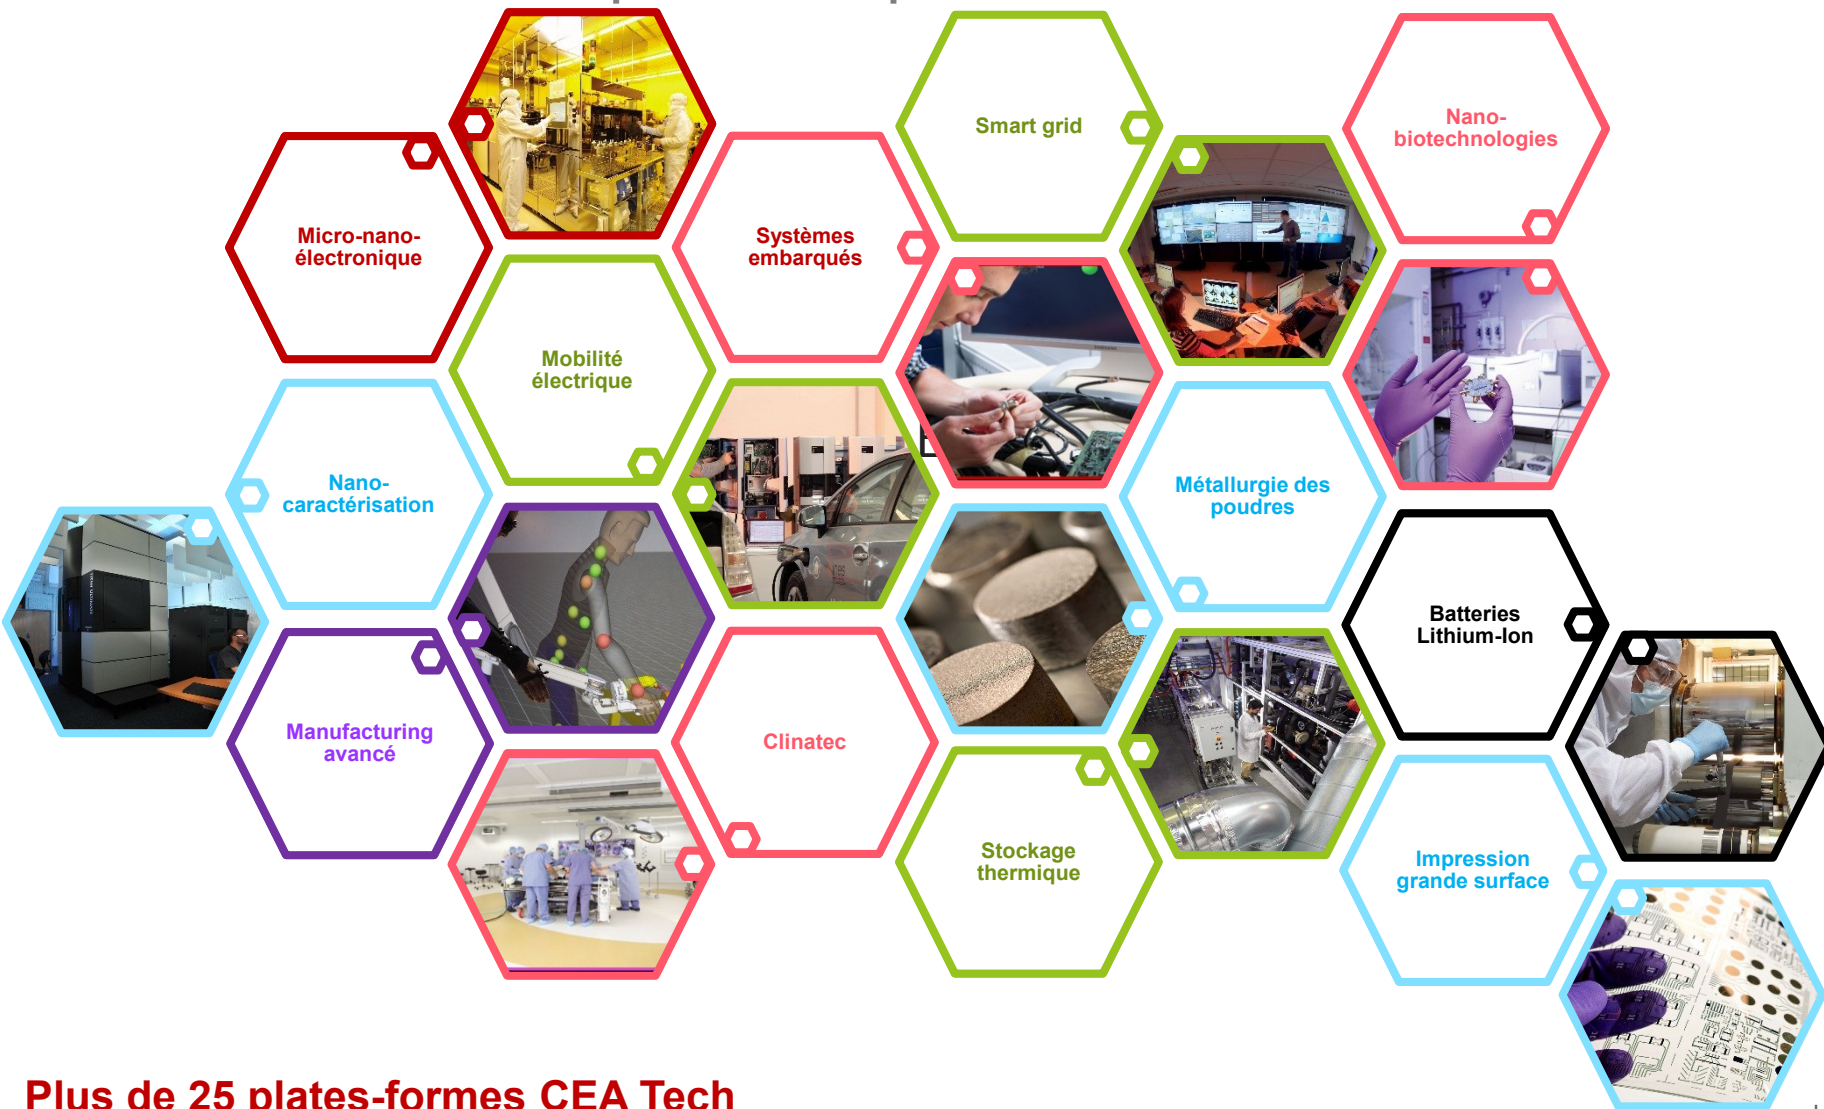 Smart grid
Nano-
biotechnologies
Micro-nano-
électronique
Systèmes
embarqués
Mobilité
électrique
Nano-
caractérisation
Métallurgie des
poudres
Batteries
Lithium-Ion
Manufacturing
avancé
Clinatec
Stockage
thermique
Impression
grande surface
Plus de 25 plates-formes CEA Tech